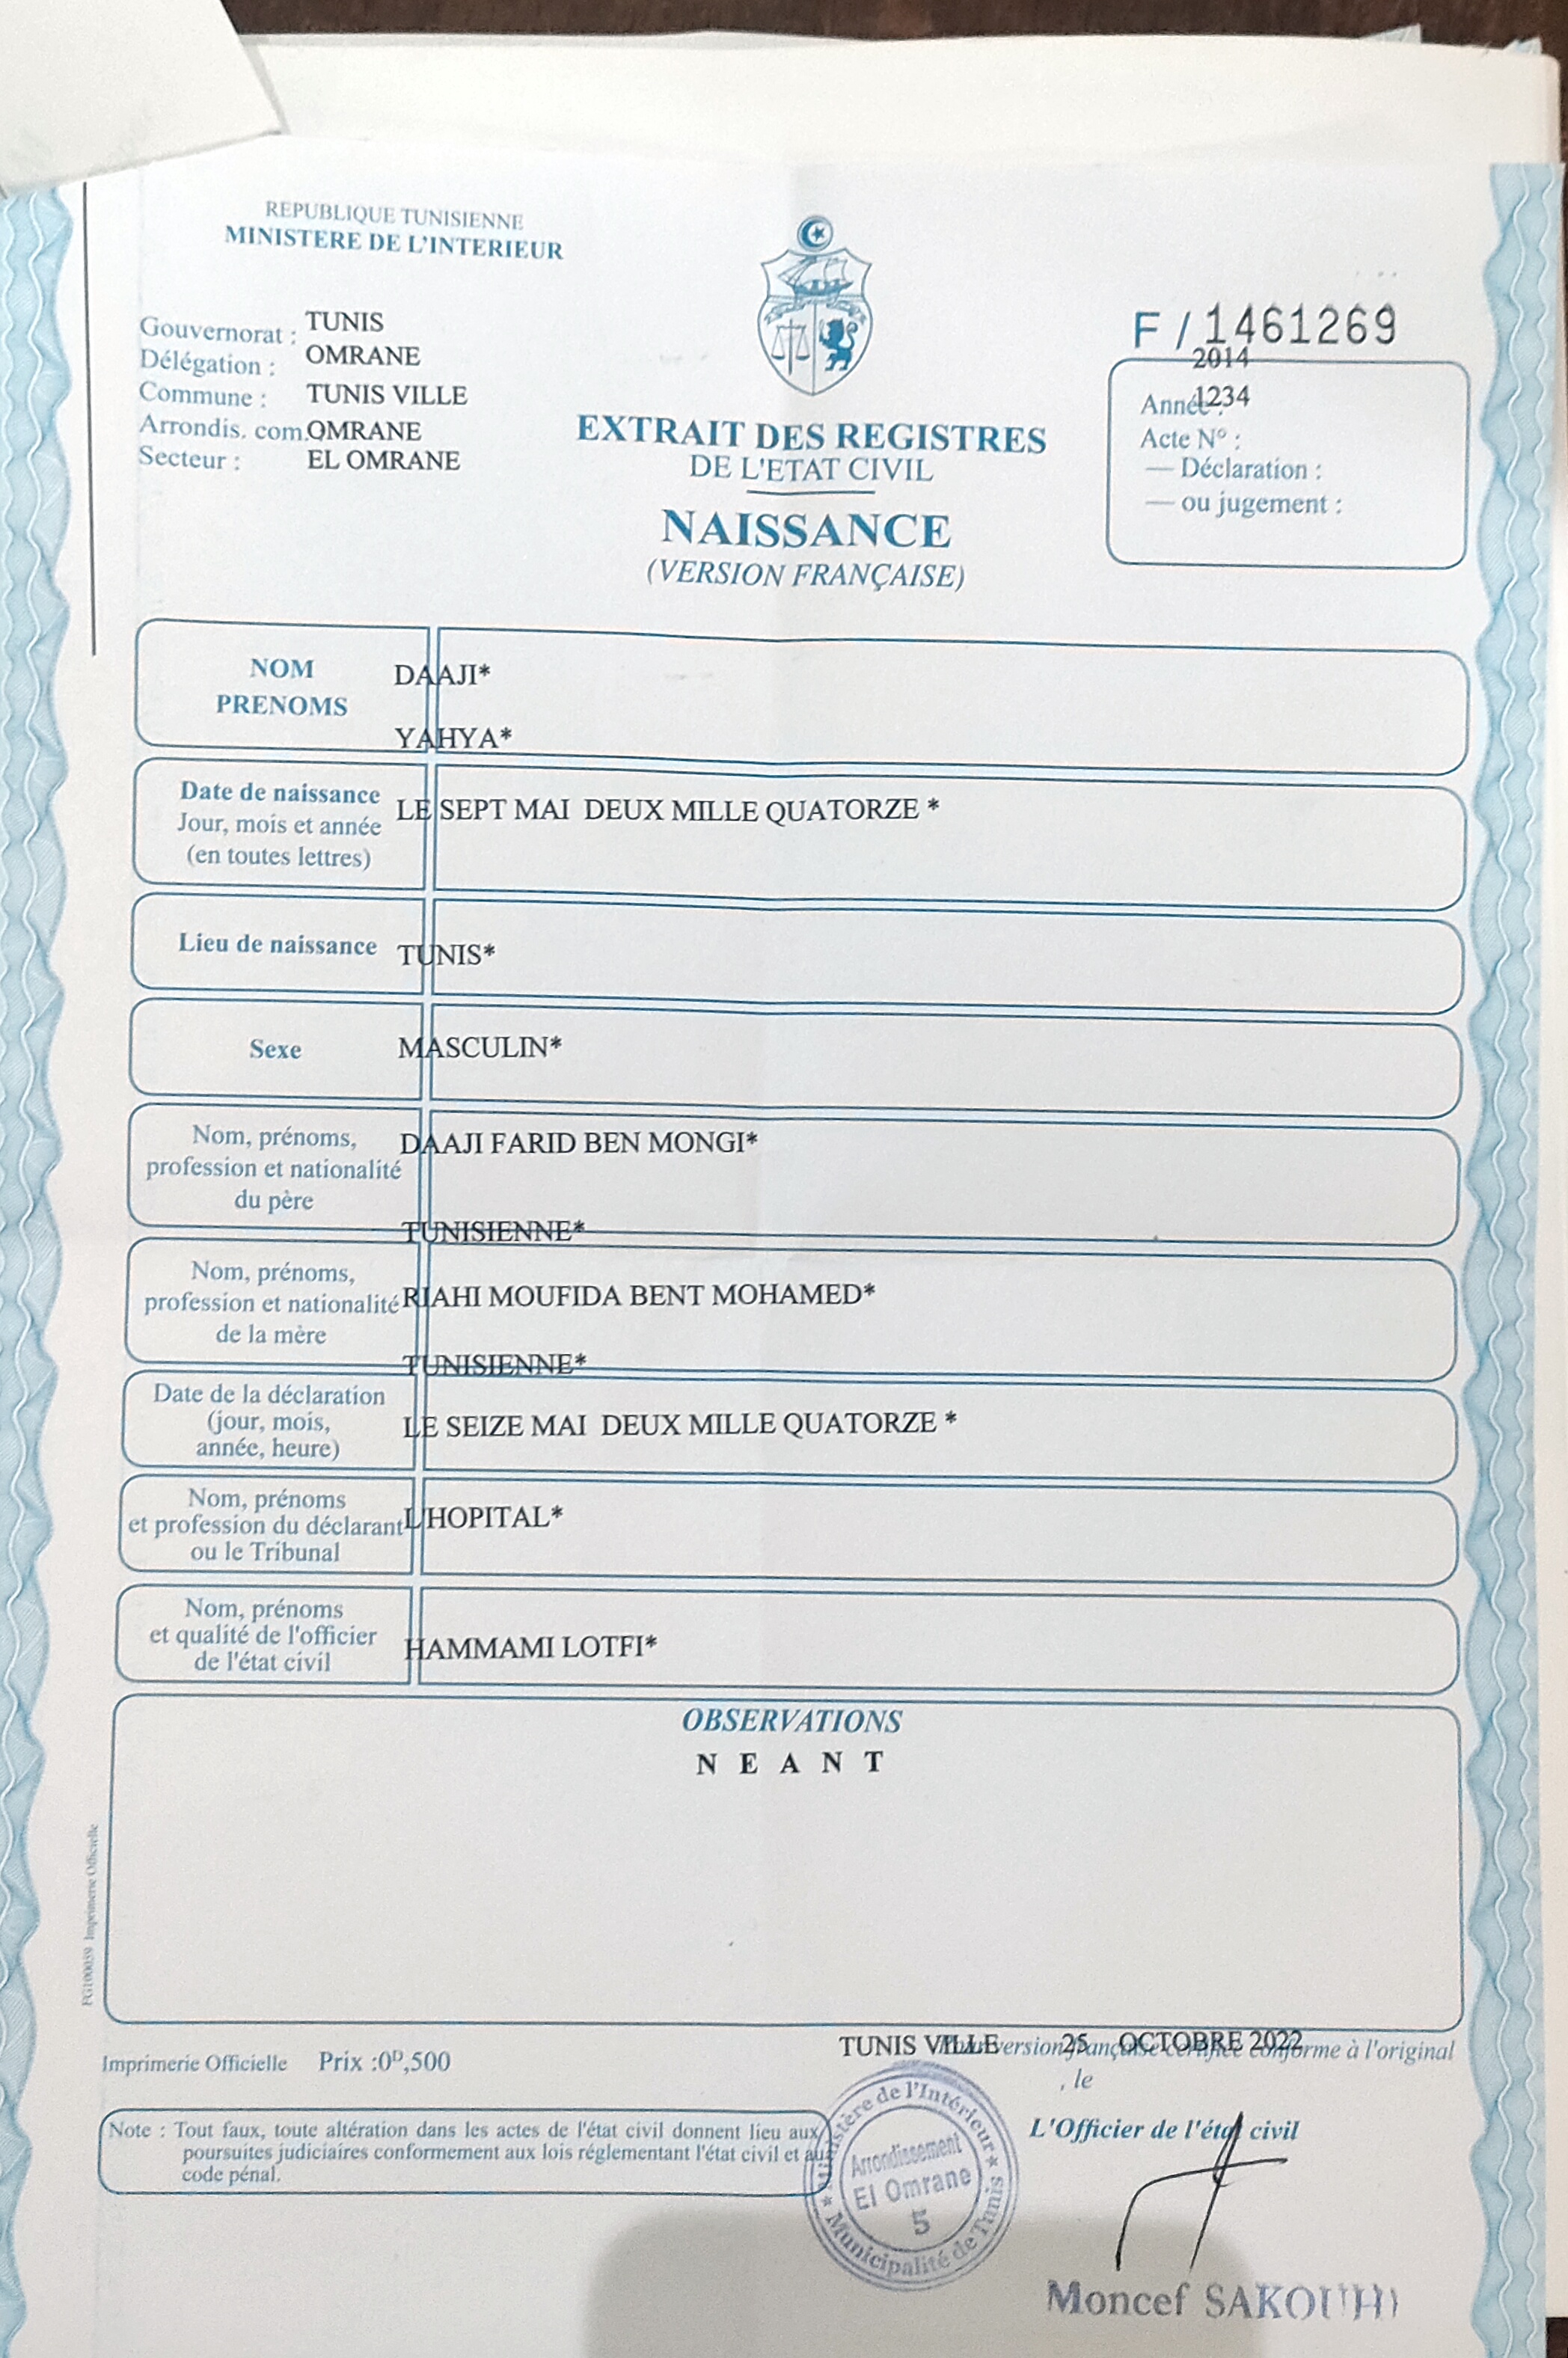 REPUBLIQUE TUNISIENNE
MINISTERE DE L'INTERIEUR
Gouvernorat : TUNIS
Délégation : OMRANE
Commune : TUNIS VILLE
Arrondis. com. OMRANE
Secteur : EL OMRANE
EXTRAIT DES REGISTRES
DE L'ETAT CIVIL
NAISSANCE
(VERSION FRANÇAISE)
F / 1461269
2014
Année : 1234
Acte N° :
— Déclaration :
— ou jugement :
NOM DAAJI*
PRENOMS
YAHYA*
Date de naissance
Jour, mois et année
(en toutes lettres)
LE SEPT MAI DEUX MILLE QUATORZE *
Lieu de naissance TUNIS*
Sexe MASCULIN*
Nom, prénoms,
profession et nationalité
du père
DAAJI FARID BEN MONGI*
TUNISIENNE*
Nom, prénoms,
profession et nationalité
de la mère
RIAHI MOUFIDA BENT MOHAMED*
TUNISIENNE*
Date de la déclaration
(jour, mois,
année, heure)
LE SEIZE MAI DEUX MILLE QUATORZE *
Nom, prénoms
et profession du déclarant
ou le Tribunal
L'HOPITAL*
Nom, prénoms
et qualité de l'officier
de l'état civil
HAMMAMI LOTFI*
OBSERVATIONS
N E A N T
FG100059 Imprimerie Officielle
Imprimerie Officielle Prix :0D,500
TUNIS VILLE 25 OCTOBRE 2022
Pour version française certifiée conforme à l'original
, le
Note : Tout faux, toute altération dans les actes de l'état civil donnent lieu aux
poursuites judiciaires conformement aux lois réglementant l'état civil et au
code pénal.
L'Officier de l'état civil
Ministère de l'Intérieur
Arrondissement
El Omrane
5
Municipalité de Tunis
Moncef SAKOUHI